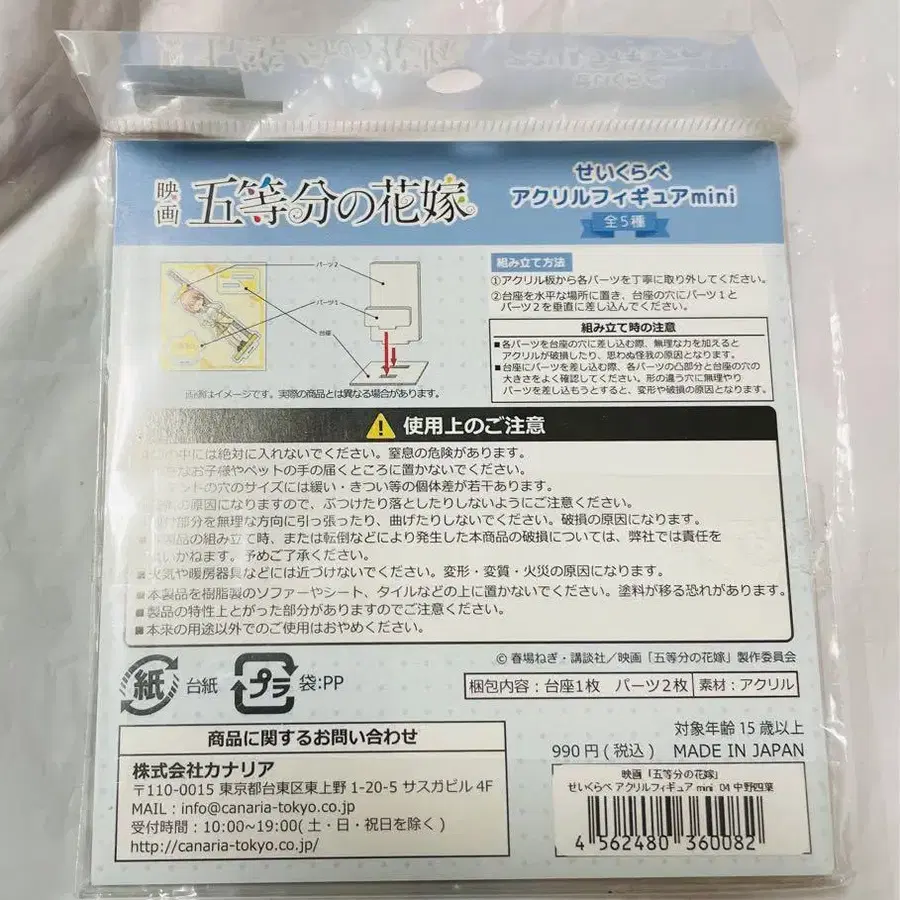 映画 五等分の花嫁
せいくらべ
アクリルフィギュアmini
全5種
パーツ2
パーツ1
台座
画像はイメージです。実際の商品とは異なる場合があります。
組み立て方法
①アクリル板から各パーツを丁寧に取り外してください。
②台座を水平な場所に置き、台座の穴にパーツ1と
パーツ2を垂直に差し込んでください。
組み立て時の注意
■各パーツを台座の穴に差し込む際、無理な力を加えると
アクリルが破損したり、思わぬ怪我の原因となります。
■台座にパーツを差し込む際、各パーツの凸部分と台座の穴の
大きさをよく確認してください。形の違う穴に無理やり
パーツを差し込もうとすると、変形や破損の原因となります。
使用上のご注意
の中には絶対に入れないでください。窒息の危険があります。
なお子様やペットの手の届くところに置かないでください。
ットの穴のサイズには緩い・きつい等の個体差が若干あります。
の原因になりますので、ぶつけたり落としたりしないようにご注意ください。
部分を無理な方向に引っ張ったり、曲げたりしないでください。破損の原因になります。
品の組み立て時、または転倒などにより発生した本商品の破損については、弊社では責任を
いかねます。予めご了承ください。
■火気や暖房器具などには近づけないでください。変形・変質・火災の原因になります。
■本製品を樹脂製のソファーやシート、タイルなどの上に置かないでください。塗料が移る恐れがあります。
■製品の特性上とがった部分がありますのでご注意ください。
■本来の用途以外でのご使用はおやめください。
© 春場ねぎ・講談社／映画「五等分の花嫁」製作委員会
紙 台紙 プラ 袋:PP
梱包内容：台座1枚 パーツ2枚 素材：アクリル
対象年齢15歳以上
990円(税込) MADE IN JAPAN
商品に関するお問い合わせ
株式会社カナリア
〒110-0015 東京都台東区東上野1-20-5 サスガビル4F
MAIL：info@canaria-tokyo.co.jp
受付時間：10:00~19:00(土・日・祝日を除く)
http://canaria-tokyo.co.jp/
映画「五等分の花嫁」
せいくらべ アクリルフィギュア mini 04 中野四葉
4 562480 360082